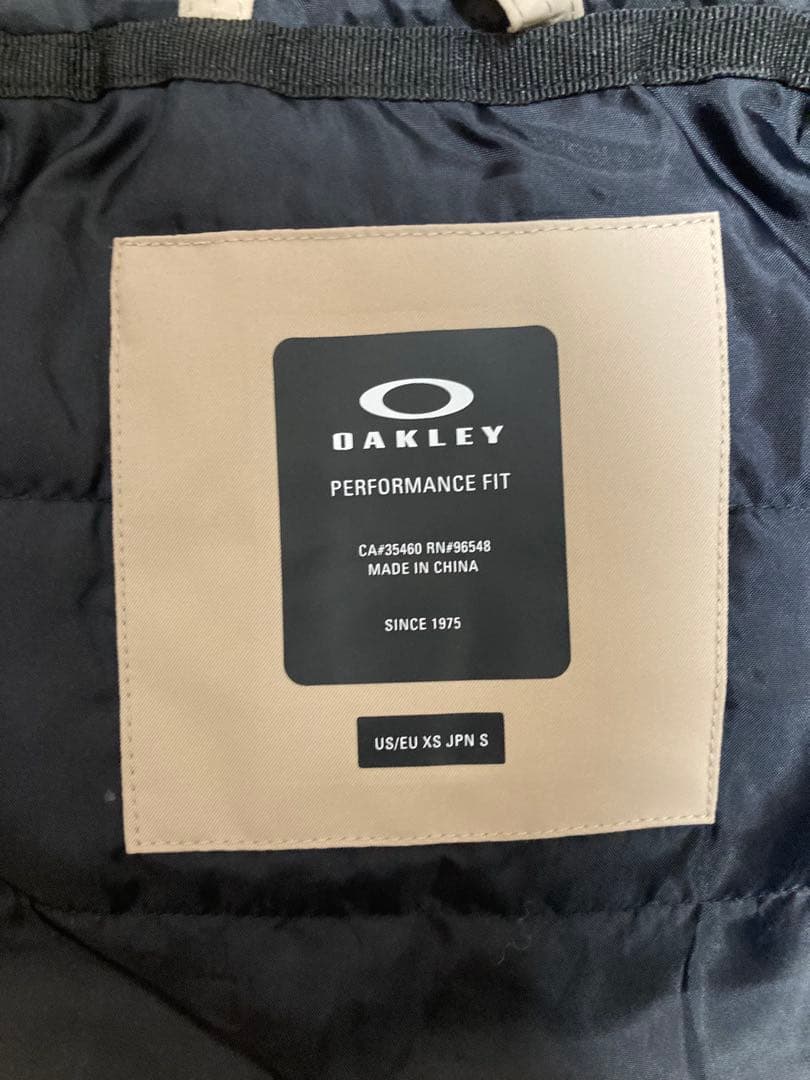 OAKLEY
PERFORMANCE FIT
CA#35460 RN#96548
MADE IN CHINA
SINCE 1975
US/EU XS JPN S